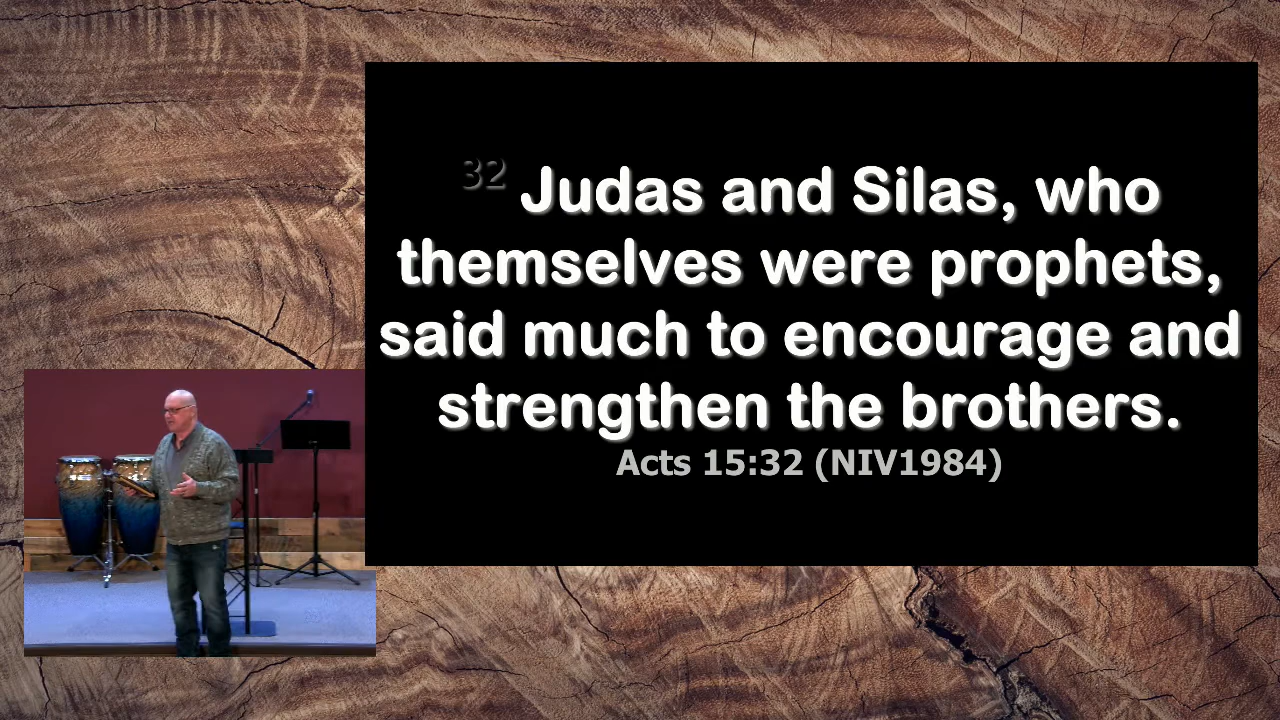 32 Judas and Silas, who
themselves were prophets,
said much to encourage and
strengthen the brothers.
Acts 15:32 (NIV1984)